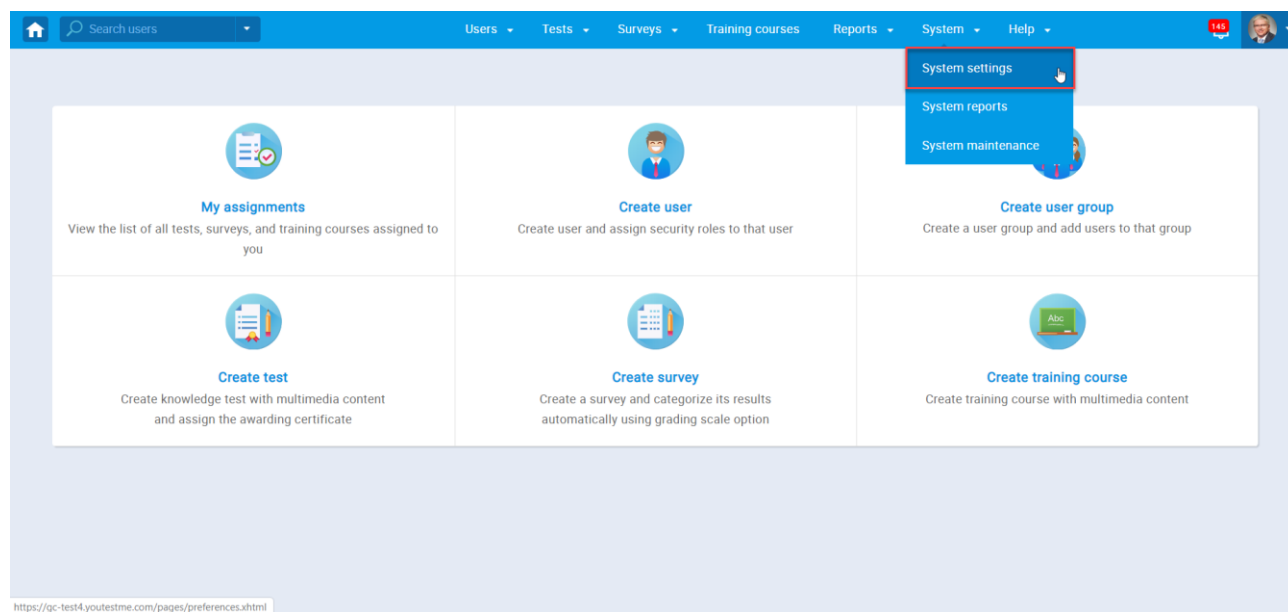 Search users
Users
Tests
Surveys
Training courses
Reports
System
Help
145
System settings
System reports
System maintenance
My assignments
View the list of all tests, surveys, and training courses assigned to
you
Create user
Create user and assign security roles to that user
Create user group
Create a user group and add users to that group
Create test
Create knowledge test with multimedia content
and assign the awarding certificate
Create survey
Create a survey and categorize its results
automatically using grading scale option
Abc
Create training course
Create training course with multimedia content
https://qc-test4.youtestme.com/pages/preferences.xhtml